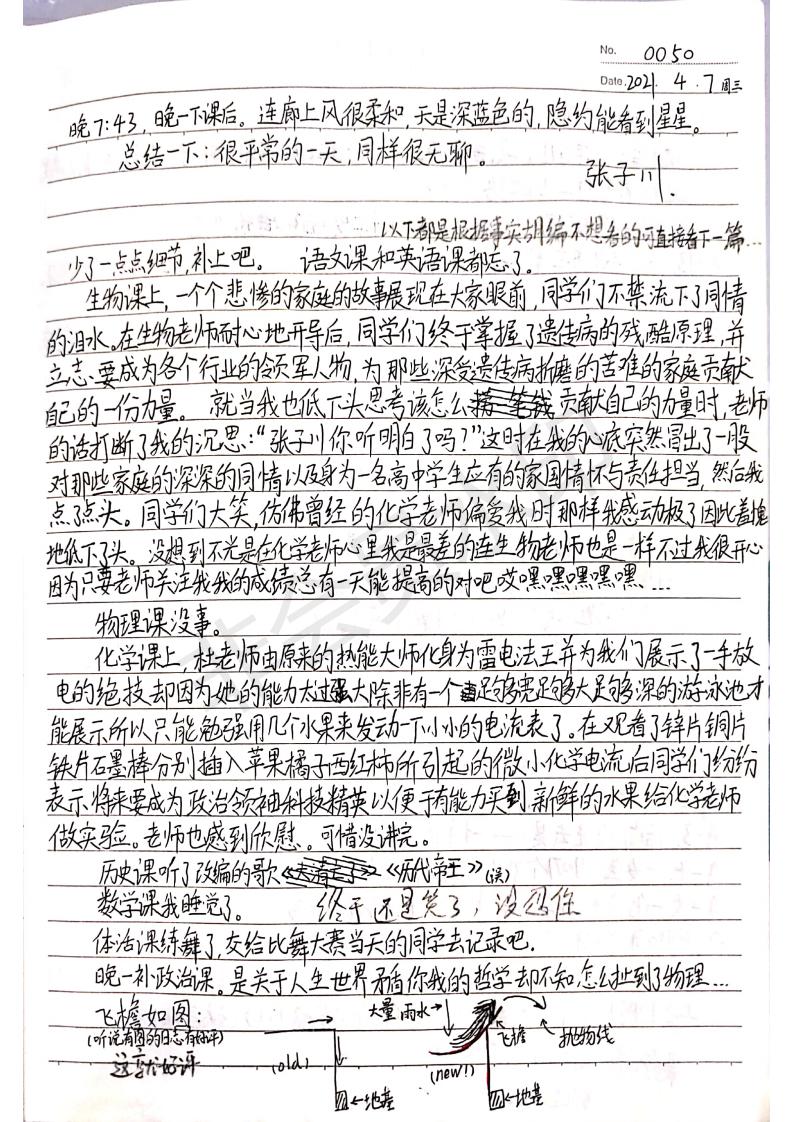 No. 0050
Date. 2021. 4. 7 周三
晚7:43,晚一下课后。连廊上风很柔和,天是深蓝色的,隐约能看到星星。
总结一下:很平常的一天,同样很无聊。
张子川.
以下都是根据事实胡编不想看的可直接看下一篇…
少了一点点细节,补上吧。 语文课和英语课都忘了。
生物课上,一个个悲惨的家庭的故事展现在大家眼前,同学们不禁流下了同情
的泪水。在生物老师耐心地开导后,同学们终于掌握了遗传病的残酷原理,并
立志要成为各个行业的领军人物,为那些深受遗传病折磨的苦难的家庭贡献
自己的一份力量。 就当我也低下头思考该怎么贡献自己的力量时,老师
的话打断了我的沉思:“张子川你听明白了吗?”这时在我的心底突然冒出了一股
对那些家庭的深深的同情以及身为一名高中学生应有的家国情怀与责任担当,然后我
点了点头。同学们大笑,仿佛曾经的化学老师偏爱我时那样我感动极了因此羞愧
地低下了头。没想到不光是在化学老师心里我是最差的连生物老师也是一样不过我很开心
因为只要老师关注我我的成绩总有一天能提高的对吧哎嘿嘿嘿嘿嘿…
物理课没事。
化学课上,杜老师由原来的热能大师化身为雷电法王并为我们展示了一手放
电的绝技却因为她的能力太过强大除非有一个足够宽足够大足够深的游泳池才
能展示所以只能勉强用几个水果来发动一下小小的电流表了。在观看了锌片铜片
铁片石墨棒分别插入苹果橘子西红柿所引起的微小化学电流后同学们纷纷
表示将来要成为政治领袖科技精英以便于有能力买到新鲜的水果给化学老师
做实验。老师也感到欣慰。可惜没讲完。
历史课听了改编的歌《历代帝王》(误)
数学课我睡觉了。 终于还是笑了,没忍住
体活课练舞了,交给比舞大赛当天的同学去记录吧.
晚一补政治课。是关于人生世界矛盾你我的哲学却不知怎么扯到了物理…
飞檐如图:
(听说有图的日志有好评)
这就好评
(old)
地基
大量雨水
(new!)
飞檐
抛物线
地基